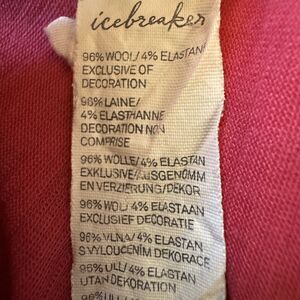 icebreaker
96% WOOL/ 4% ELASTANE
EXCLUSIVE OF
DECORATION
96% LAINE/
4% ELASTHANNE
DECORATION NON
COMPRISE
96% WOLLE/ 4% ELASTAN
EXKLUSIVE/AUSGENOMM
EN VERZIERUNG/DEKOR
96% WOL/ 4% ELASTAAN
EXCLUSIEF DECORATIE
96% VLNA/ 4% ELASTAN
S VYLOUČENÍM DEKORACE
96% ULL/ 4% ELASTAN
UTAN DEKORATION
96% ULL/